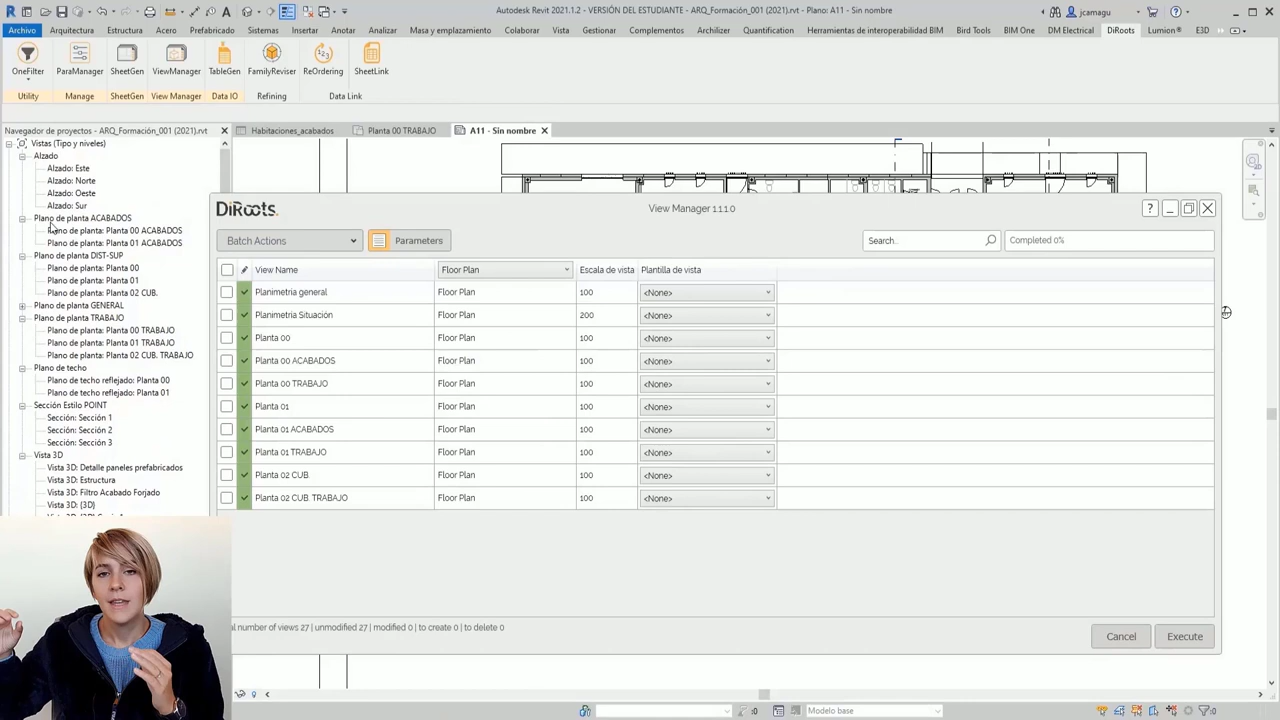 Autodesk Revit 2021.1.2 - VERSIÓN DEL ESTUDIANTE - ARQ_Formación_001 (2021).rvt - Plano: A11 - Sin nombre
jcamagu
Archivo Arquitectura Estructura Acero Prefabricado Sistemas Insertar Anotar Analizar Masa y emplazamiento Colaborar Vista Gestionar Complementos Archilizer Quantification Herramientas de interoperabilidad BIM Bird Tools BIM One DM Electrical DiRoots Lumion® E3D
OneFilter ParaManager SheetGen ViewManager TableGen FamilyReviser ReOrdering SheetLink
Utility Manage SheetGen View Manager Data IO Refining Data Link
Navegador de proyectos - ARQ_Formación_001 (2021).rvt
Habitaciones_acabados Planta 00 TRABAJO A11 - Sin nombre
Vistas (Tipo y niveles)
Alzado
Alzado: Este
Alzado: Norte
Alzado: Oeste
Alzado: Sur
Plano de planta ACABADOS
Plano de planta: Planta 00 ACABADOS
Plano de planta: Planta 01 ACABADOS
Plano de planta DIST-SUP
Plano de planta: Planta 00
Plano de planta: Planta 01
Plano de planta: Planta 02 CUB.
Plano de planta GENERAL
Plano de planta TRABAJO
Plano de planta: Planta 00 TRABAJO
Plano de planta: Planta 01 TRABAJO
Plano de planta: Planta 02 CUB. TRABAJO
Plano de techo
Plano de techo reflejado: Planta 00
Plano de techo reflejado: Planta 01
Sección Estilo POINT
Sección: Sección 1
Sección: Sección 2
Sección: Sección 3
Vista 3D
Vista 3D: Detalle paneles prefabricados
Vista 3D: Estructura
Vista 3D: Filtro Acabado Forjado
Vista 3D: {3D}
DiRoots. View Manager 1.1.1.0 ?
Batch Actions Parameters Search.. Completed 0%
View Name Floor Plan Escala de vista Plantilla de vista
Planimetria general Floor Plan 100 <None>
Planimetria Situación Floor Plan 200 <None>
Planta 00 Floor Plan 100 <None>
Planta 00 ACABADOS Floor Plan 100 <None>
Planta 00 TRABAJO Floor Plan 100 <None>
Planta 01 Floor Plan 100 <None>
Planta 01 ACABADOS Floor Plan 100 <None>
Planta 01 TRABAJO Floor Plan 100 <None>
Planta 02 CUB. Floor Plan 100 <None>
Planta 02 CUB. TRABAJO Floor Plan 100 <None>
number of views 27 | unmodified 27 | modified 0 | to create 0 | to delete 0
Cancel Execute
:0 Modelo base :0